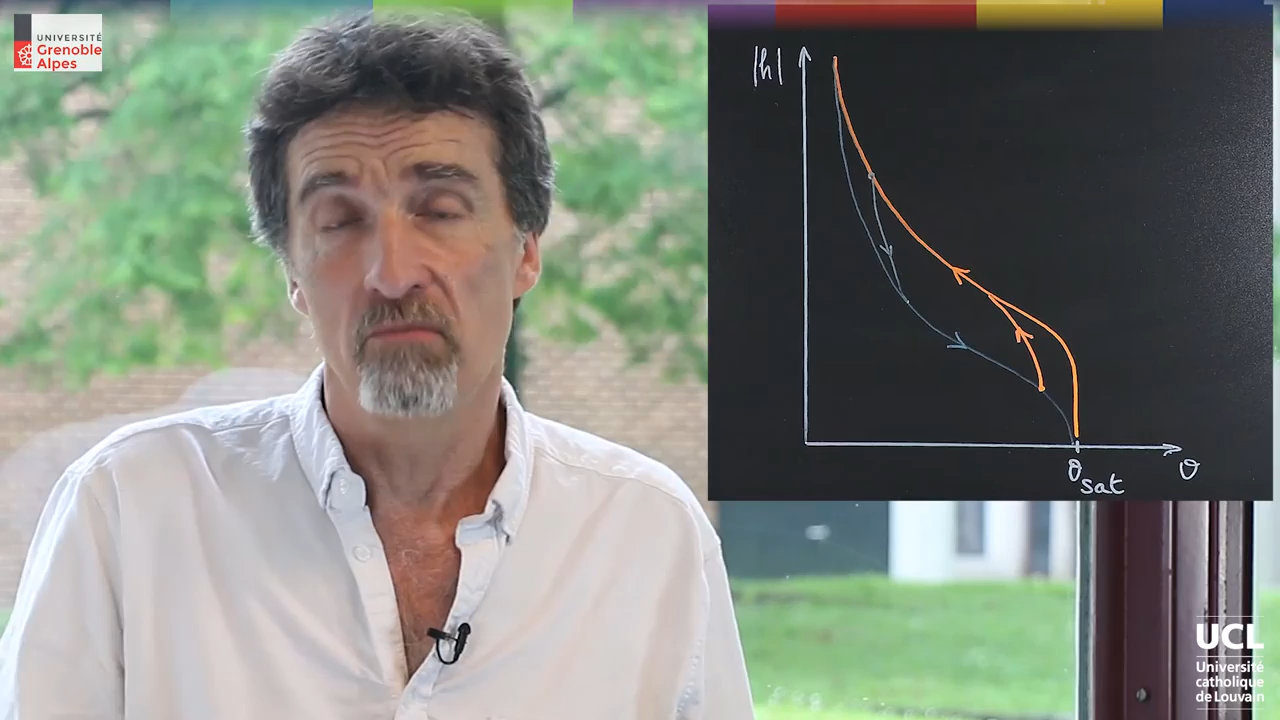 UNIVERSITÉ
Grenoble
Alpes
|h|
θsat
θ
UCL
Université
catholique
de Louvain